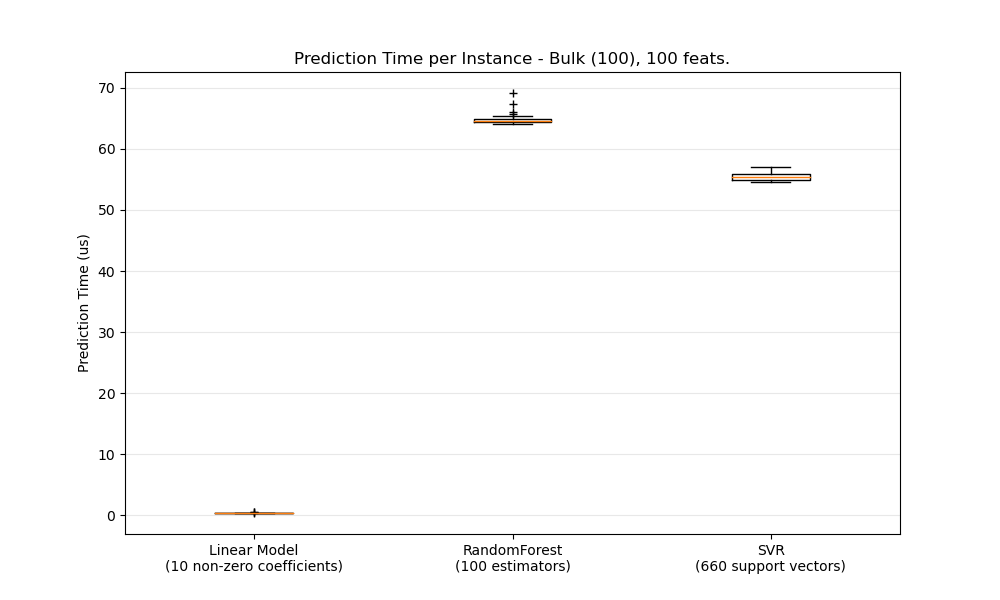 Prediction Time per Instance - Bulk (100), 100 feats.
Prediction Time (us)
70
60
50
40
30
20
10
0
Linear Model
(10 non-zero coefficients)
RandomForest
(100 estimators)
SVR
(660 support vectors)